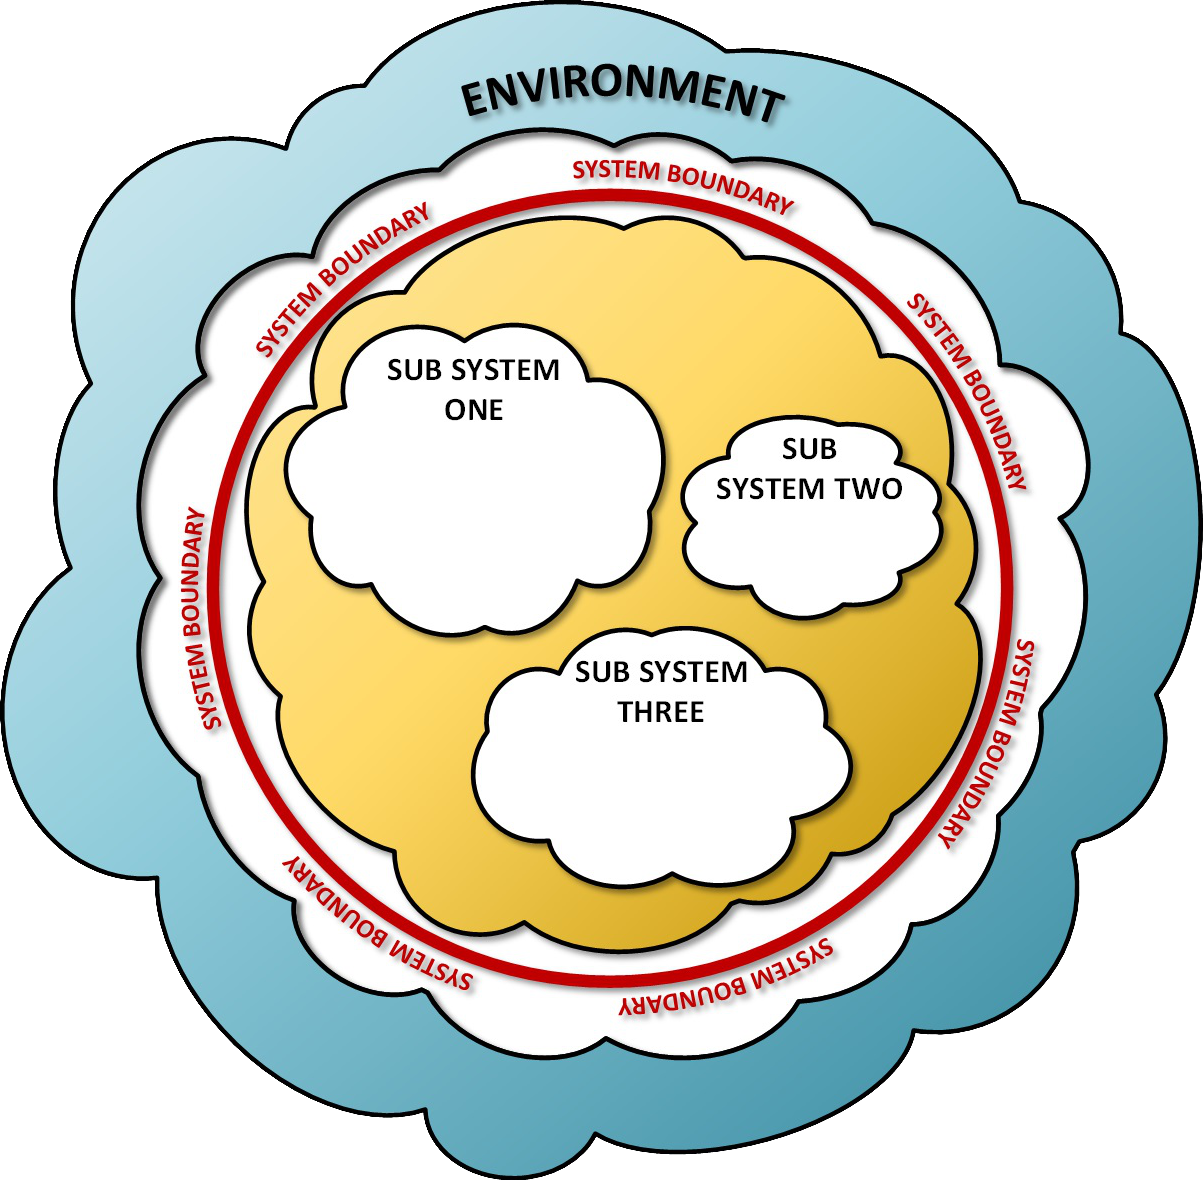 ENVIRONMENT
SYSTEM BOUNDARY
SYSTEM BOUNDARY
SYSTEM BOUNDARY
SUB SYSTEM
ONE
SUB
SYSTEM TWO
SYSTEM BOUNDARY
SYSTEM BOUNDARY
SUB SYSTEM
THREE
SYSTEM BOUNDARY
SYSTEM BOUNDARY